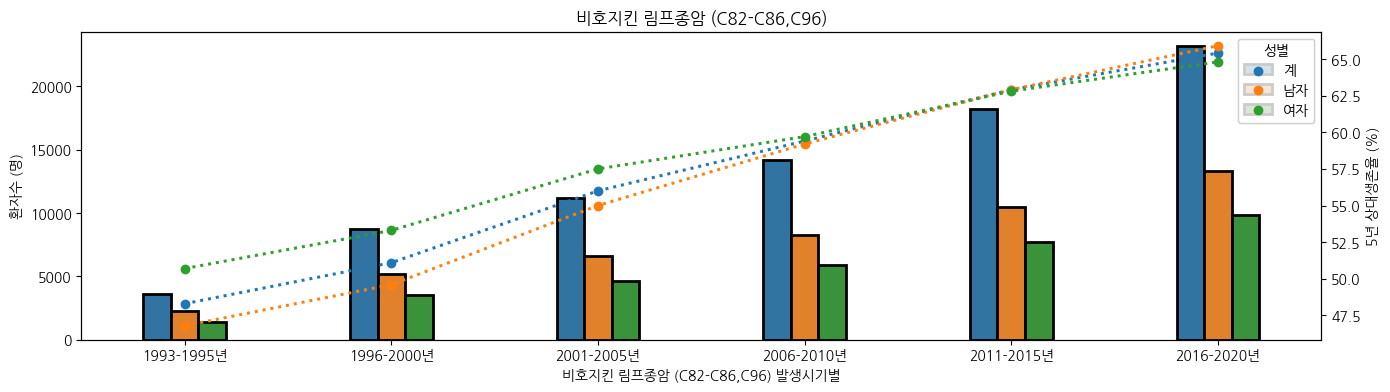 비호지킨 림프종암 (C82-C86,C96)
환자수 (명)
20000
15000
10000
5000
0
65.0
62.5
60.0
57.5
55.0
52.5
50.0
47.5
5년 상대생존율 (%)
성별
계
남자
여자
1993-1995년
1996-2000년
2001-2005년
2006-2010년
2011-2015년
2016-2020년
비호지킨 림프종암 (C82-C86,C96) 발생시기별